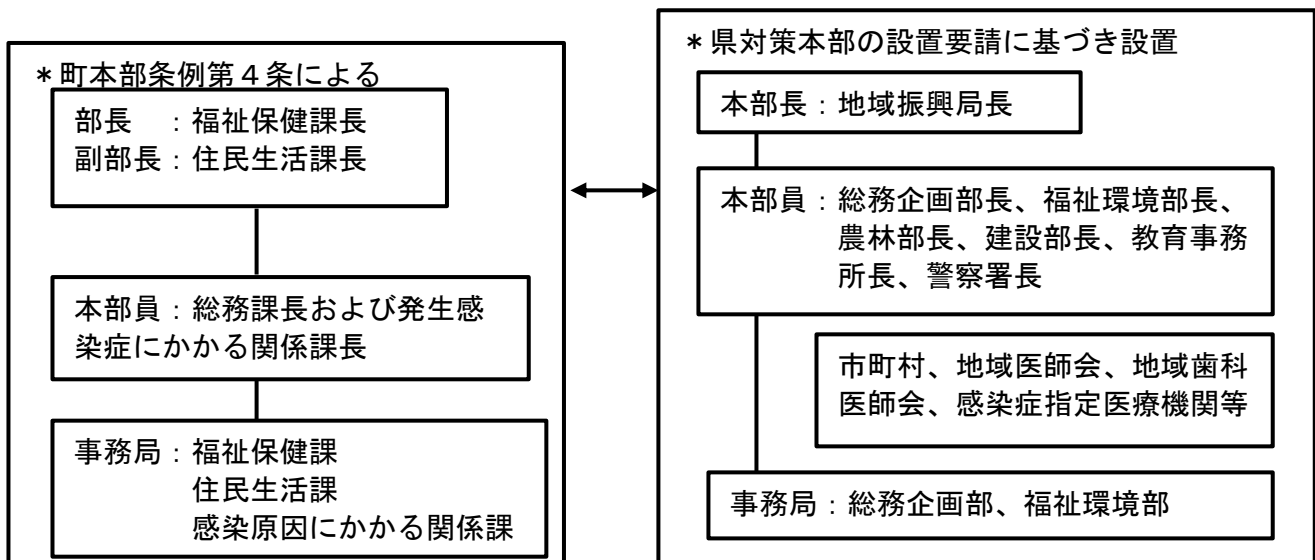 ＊町本部条例第４条による
部長　：福祉保健課長
副部長：住民生活課長
本部員：総務課長および発生感
染症にかかる関係課長
事務局：福祉保健課
住民生活課
感染原因にかかる関係課
＊県対策本部の設置要請に基づき設置
本部長：地域振興局長
本部員：総務企画部長、福祉環境部長、
農林部長、建設部長、教育事務
所長、警察署長
市町村、地域医師会、地域歯科
医師会、感染症指定医療機関等
事務局：総務企画部、福祉環境部